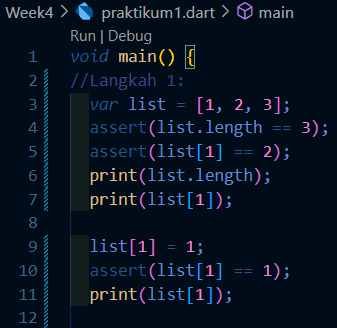 Week4 > praktikum1.dart > main
Run | Debug
1 void main() {
2 //Langkah 1:
3 var list = [1, 2, 3];
4 assert(list.length == 3);
5 assert(list[1] == 2);
6 print(list.length);
7 print(list[1]);
8
9 list[1] = 1;
10 assert(list[1] == 1);
11 print(list[1]);